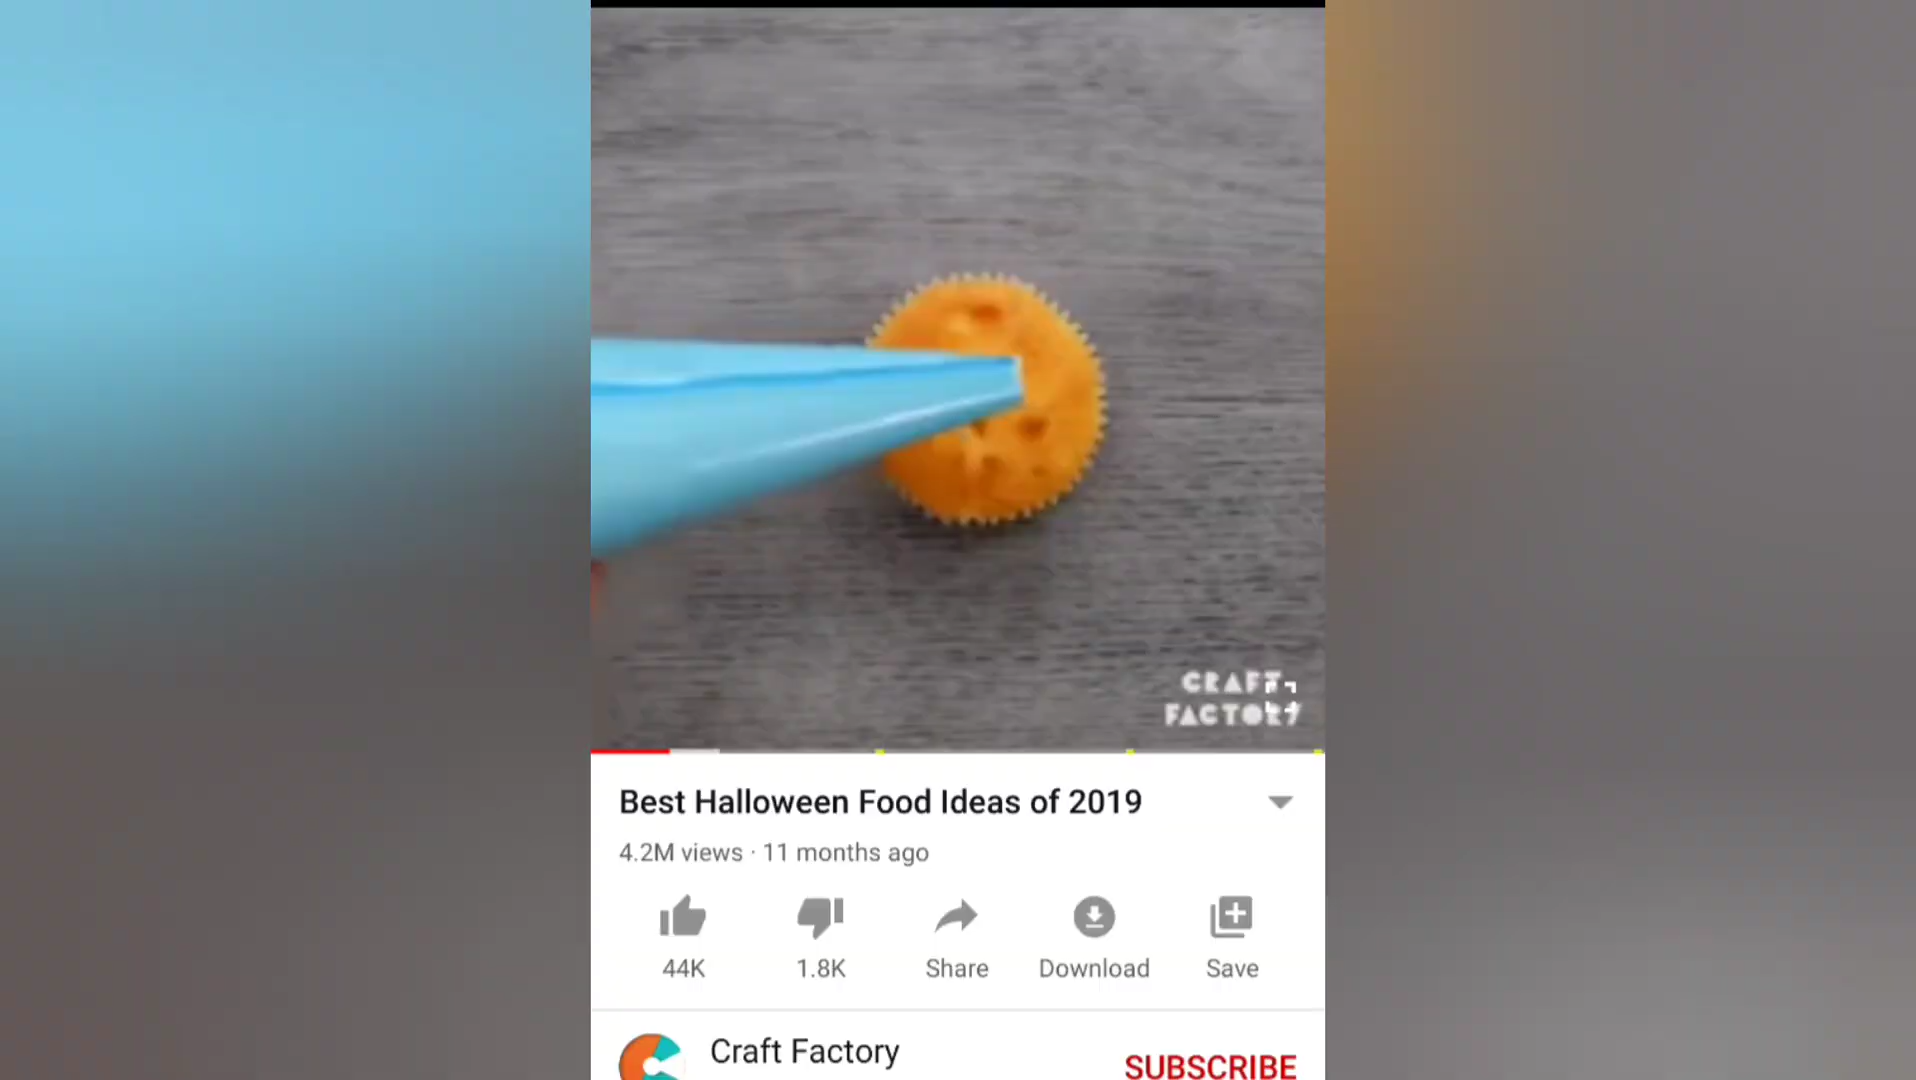 CRAFT
FACTORY
Best Halloween Food Ideas of 2019
4.2M views · 11 months ago
44K
1.8K
Share
Download
Save
Craft Factory
SUBSCRIBE